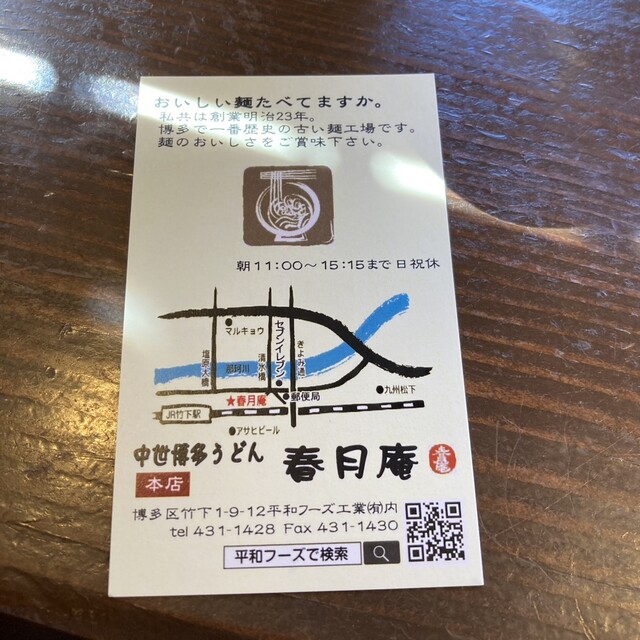 おいしい麺たべてますか。
私共は創業明治23年。
博多で一番歴史の古い麺工場です。
麺のおいしさをご賞味下さい。
朝11:00～15:15まで日祝休
マルキョウ
セブンイレブン
きよみ通
塩原大橋
那珂川
清水橋
九州松下
★春月庵
郵便局
JR竹下駅
アサヒビール
中世博多うどん 春月庵
本店
博多区竹下1-9-12平和フーズ工業㈲内
tel 431-1428 Fax 431-1430
平和フーズで検索